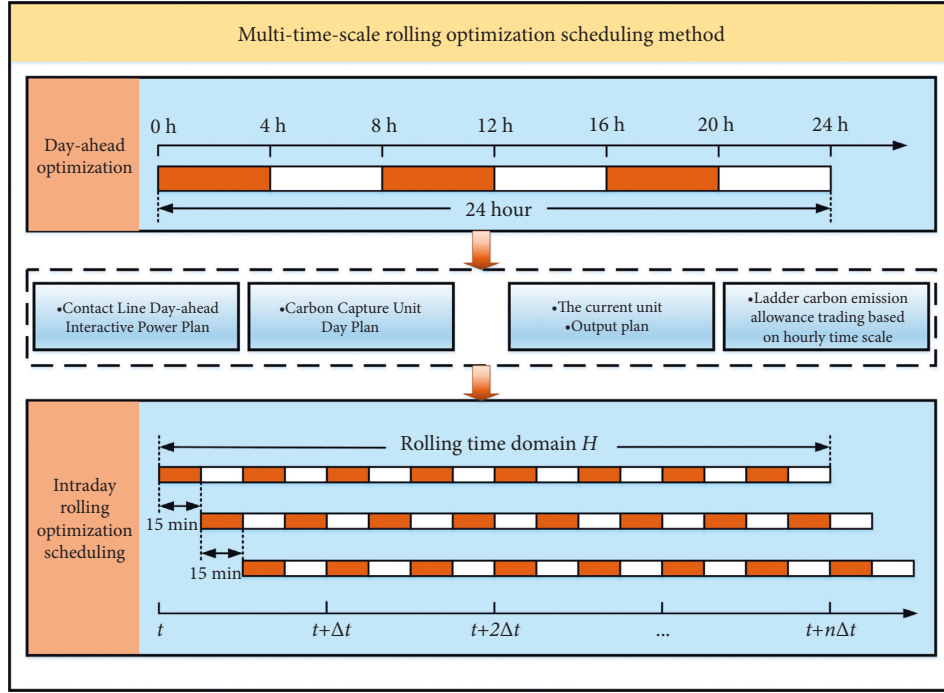 Multi-time-scale rolling optimization scheduling method
Day-ahead
optimization
0 h 4 h 8 h 12 h 16 h 20 h 24 h
24 hour
•Contact Line Day-ahead
Interactive Power Plan
•Carbon Capture Unit
Day Plan
•The current unit
•Output plan
•Ladder carbon emission
allowance trading based
on hourly time scale
Intraday
rolling
optimization
scheduling
Rolling time domain H
15 min
15 min
t t+Δt t+2Δt ... t+nΔt